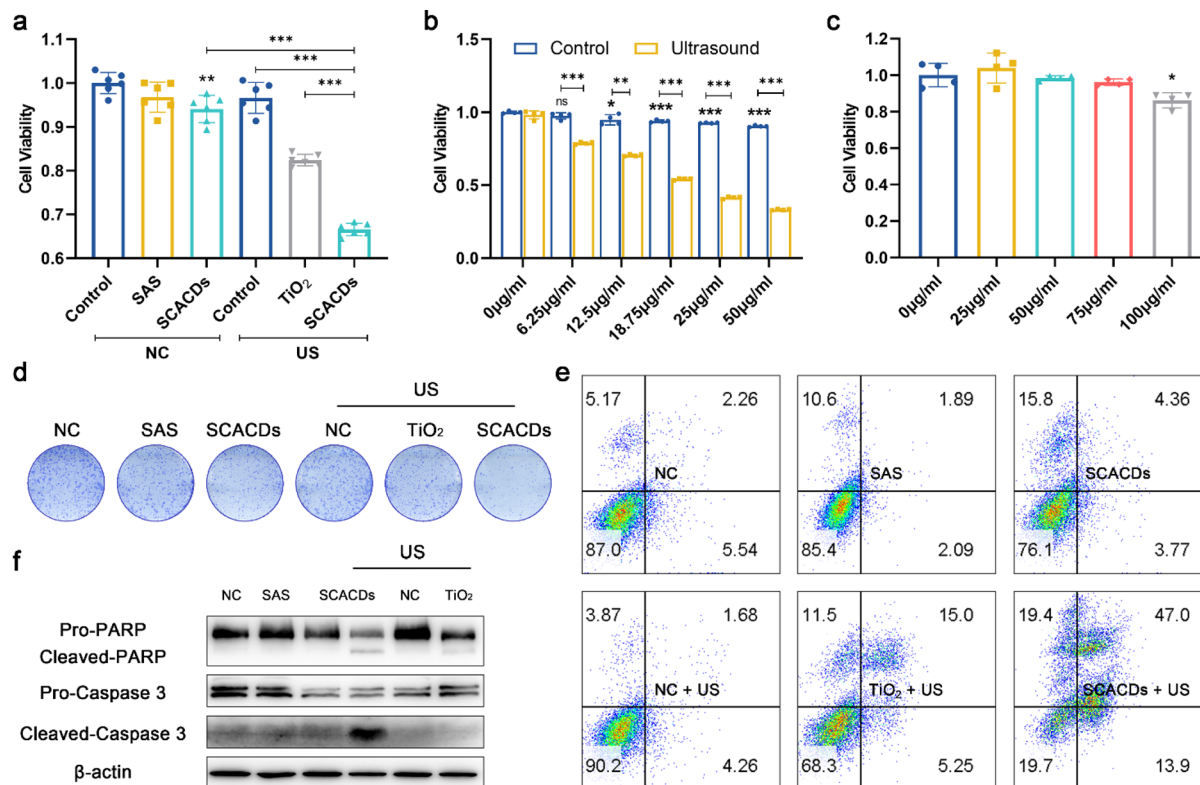 a
***
***
***
**
1.1
1.0
0.9
0.8
0.7
0.6
Cell Viability
Control
SAS
SCACDs
Control
TiO₂
SCACDs
NC
US
b
Control
Ultrasound
1.5
1.0
0.5
0.0
Cell Viability
***
**
***
***
***
ns
*
***
***
***
0μg/ml
6.25μg/ml
12.5μg/ml
18.75μg/ml
25μg/ml
50μg/ml
c
1.2
1.0
0.8
0.6
0.4
0.2
0.0
Cell Viability
*
0μg/ml
25μg/ml
50μg/ml
75μg/ml
100μg/ml
d
US
NC SAS SCACDs NC TiO₂ SCACDs
e
5.17 2.26
NC
87.0 5.54
10.6 1.89
SAS
85.4 2.09
15.8 4.36
SCACDs
76.1 3.77
3.87 1.68
NC + US
90.2 4.26
11.5 15.0
TiO₂ + US
68.3 5.25
19.4 47.0
SCACDs + US
19.7 13.9
f
US
NC SAS SCACDs NC TiO₂
Pro-PARP
Cleaved-PARP
Pro-Caspase 3
Cleaved-Caspase 3
β-actin